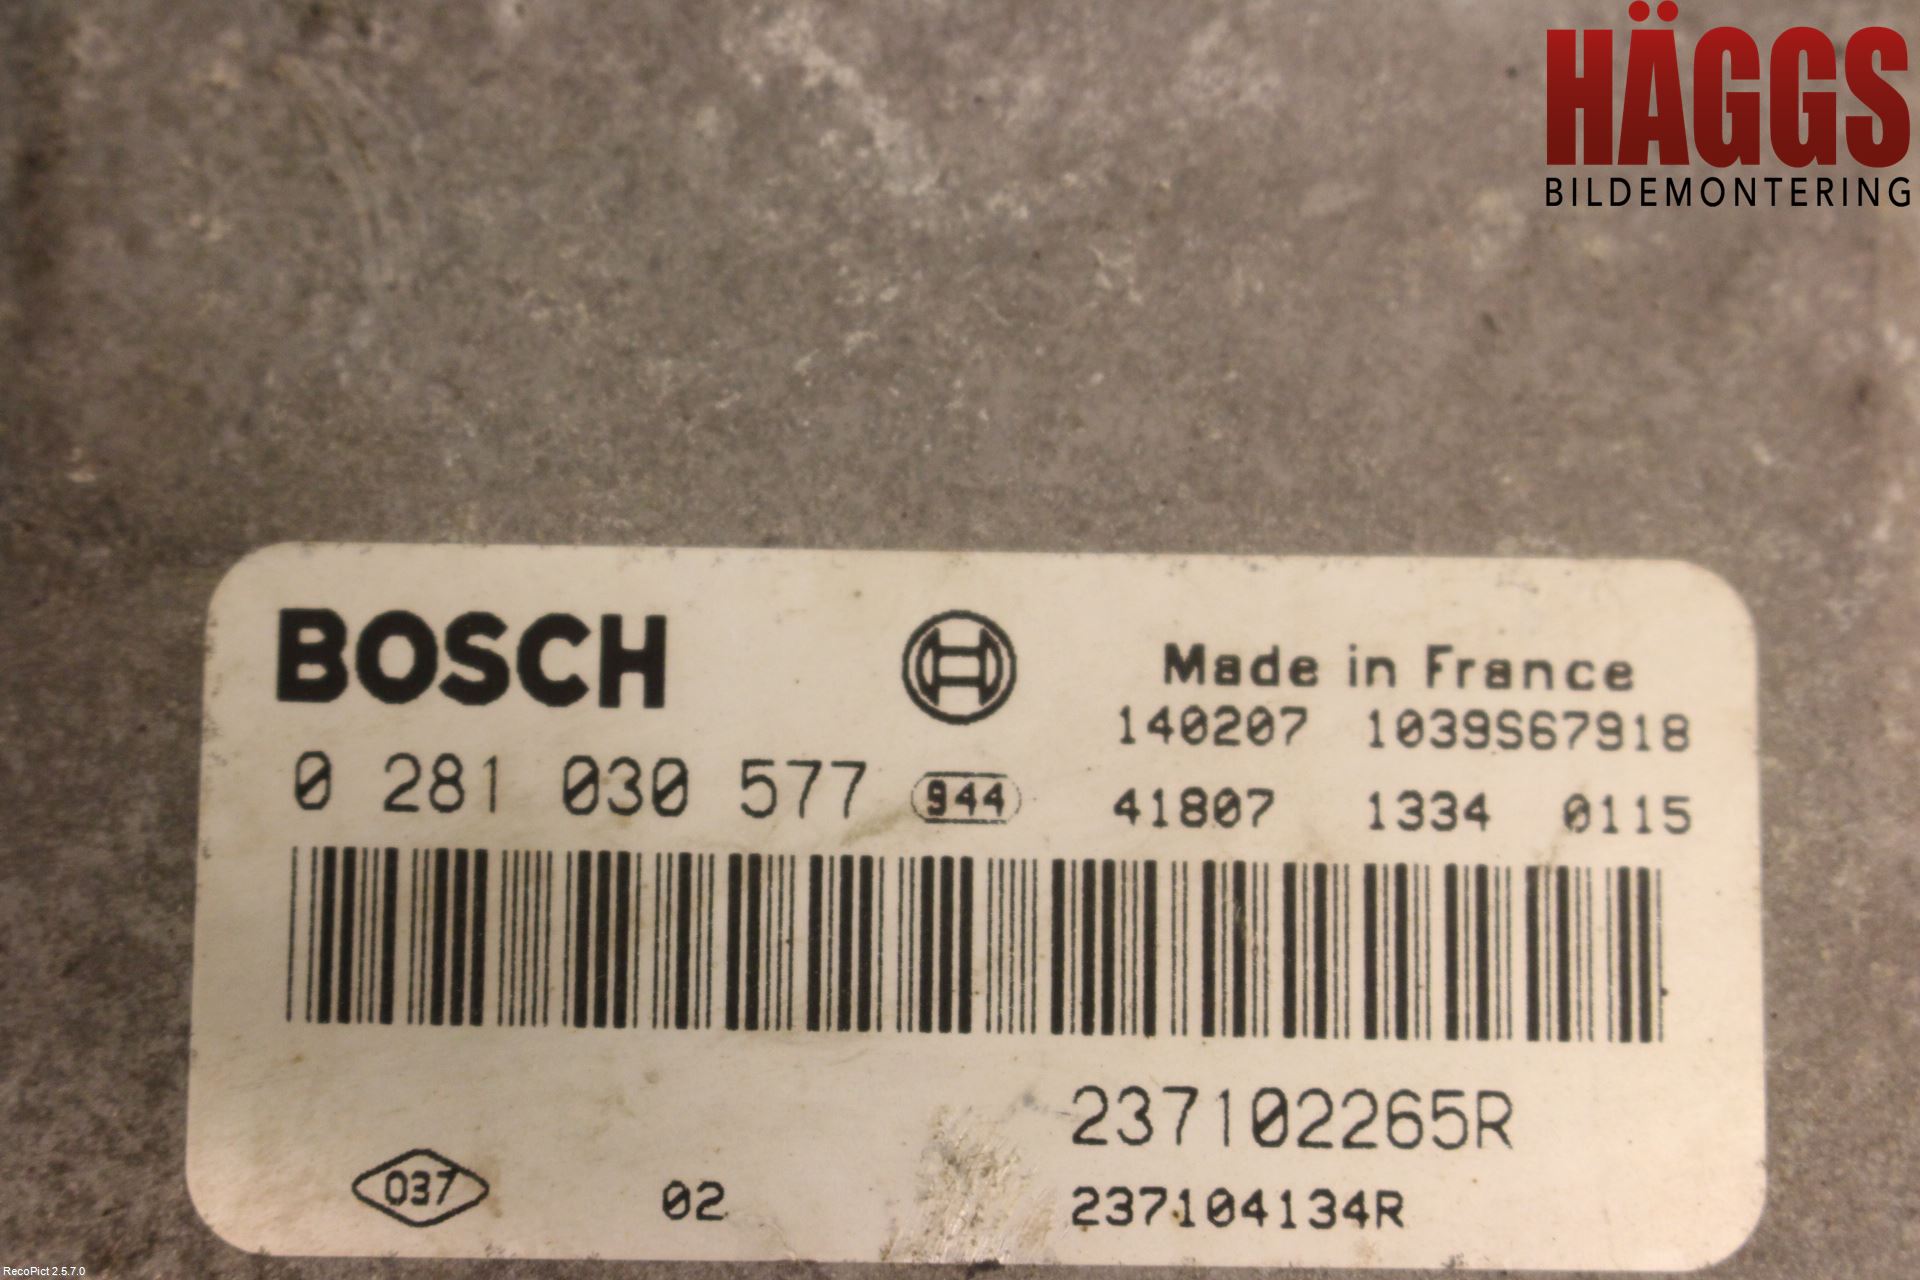 HÄGGS
BILDEMONTERING
BOSCH
Made in France
140207 1039S67918
0 281 030 577 944 41807 1334 0115
237102265R
037 02 237104134R
RecoPict 2.5.7.0